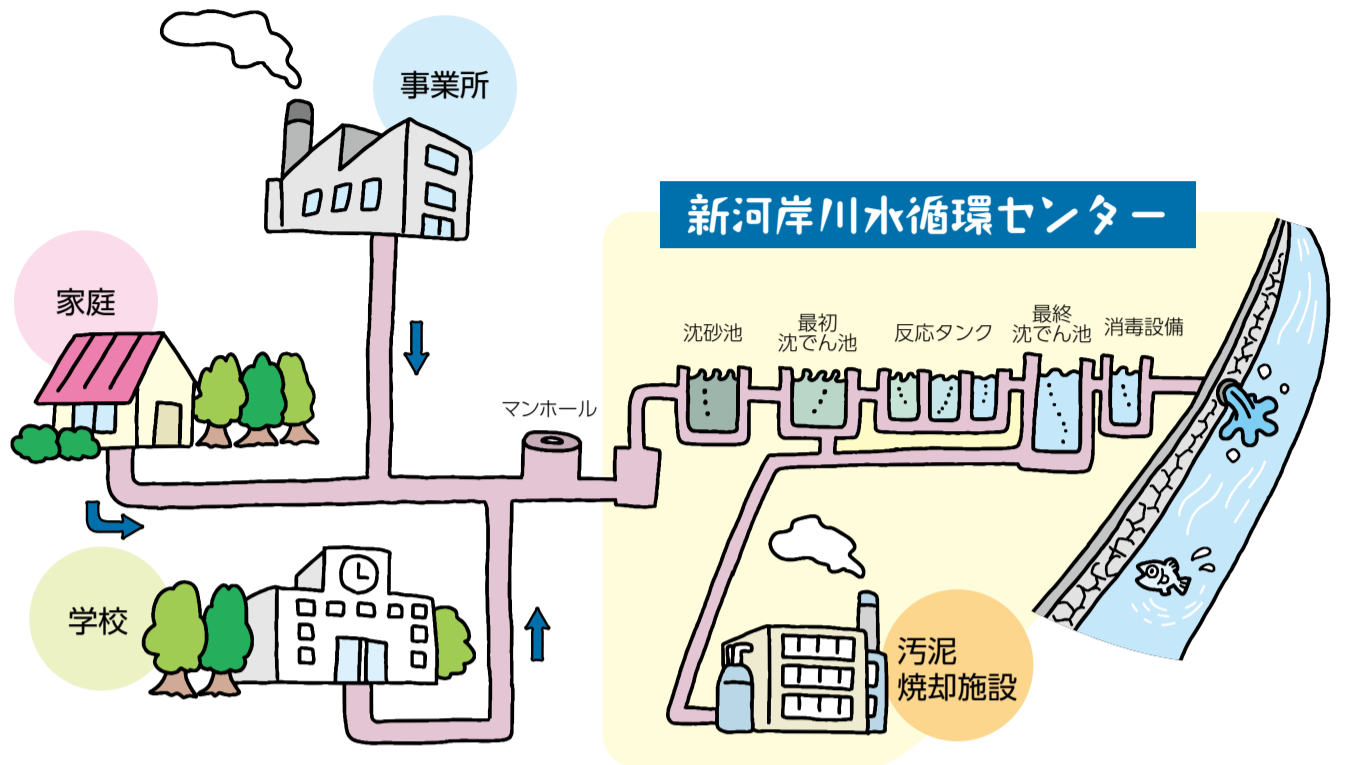 事業所
新河岸川水循環センター
家庭
沈砂池
最初
沈でん池
反応タンク
最終
沈でん池
消毒設備
マンホール
学校
汚泥
焼却施設